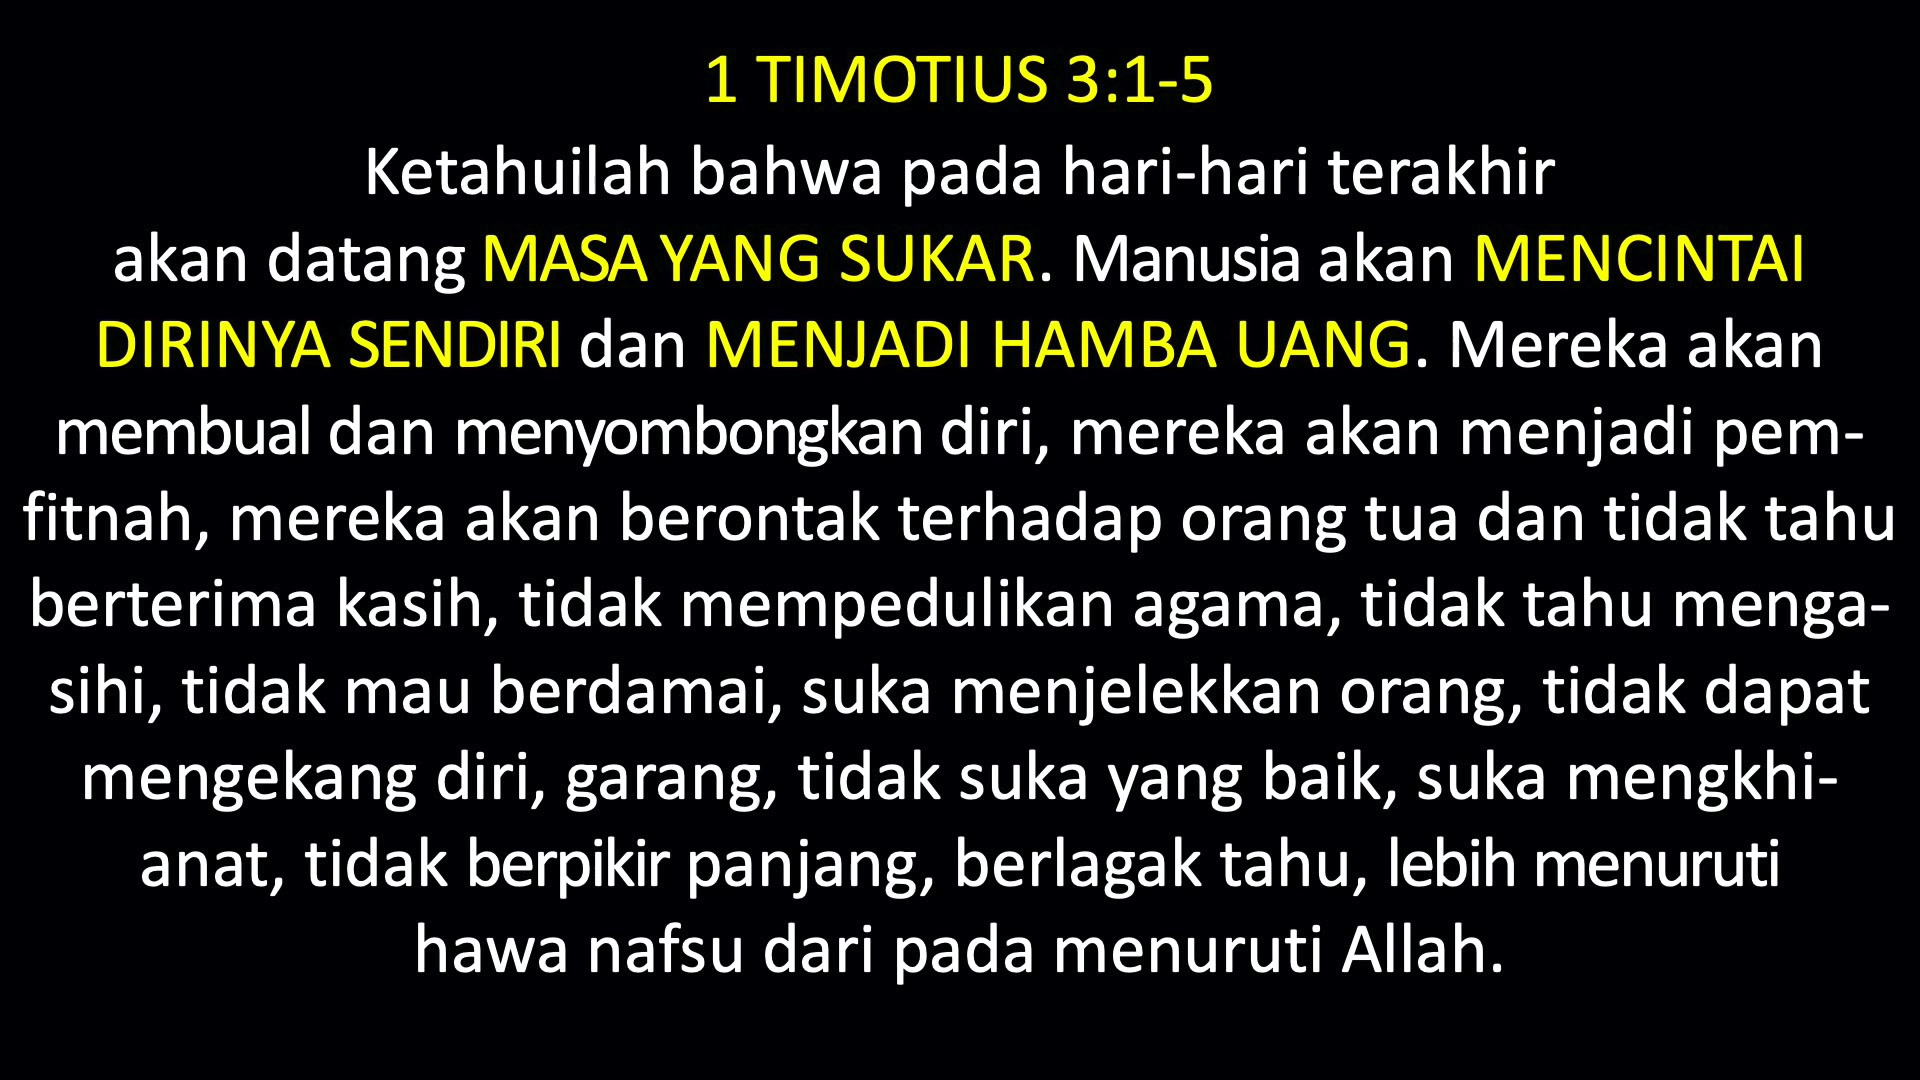 1 TIMOTIUS 3:1-5
Ketahuilah bahwa pada hari-hari terakhir
akan datang MASA YANG SUKAR. Manusia akan MENCINTAI
DIRINYA SENDIRI dan MENJADI HAMBA UANG. Mereka akan
membual dan menyombongkan diri, mereka akan menjadi pem-
fitnah, mereka akan berontak terhadap orang tua dan tidak tahu
berterima kasih, tidak mempedulikan agama, tidak tahu menga-
sihi, tidak mau berdamai, suka menjelekkan orang, tidak dapat
mengekang diri, garang, tidak suka yang baik, suka mengkhi-
anat, tidak berpikir panjang, berlagak tahu, lebih menuruti
hawa nafsu dari pada menuruti Allah.